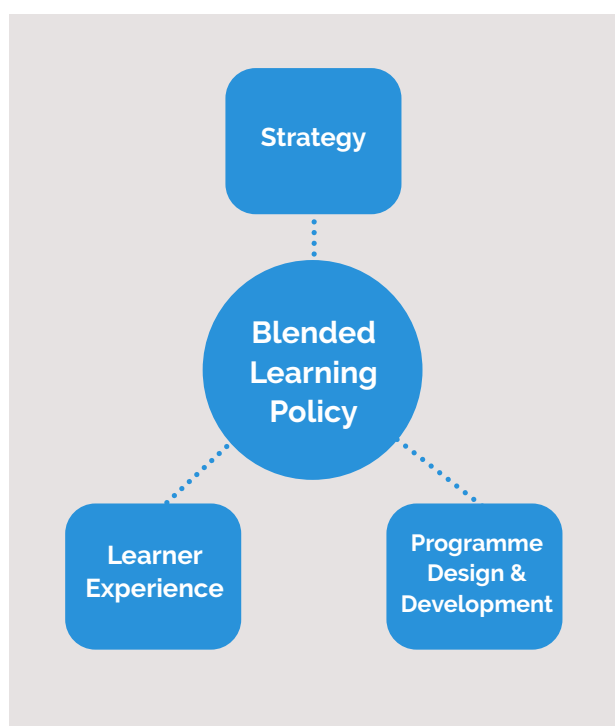 Strategy
Blended
Learning
Policy
Learner
Experience
Programme
Design &
Development